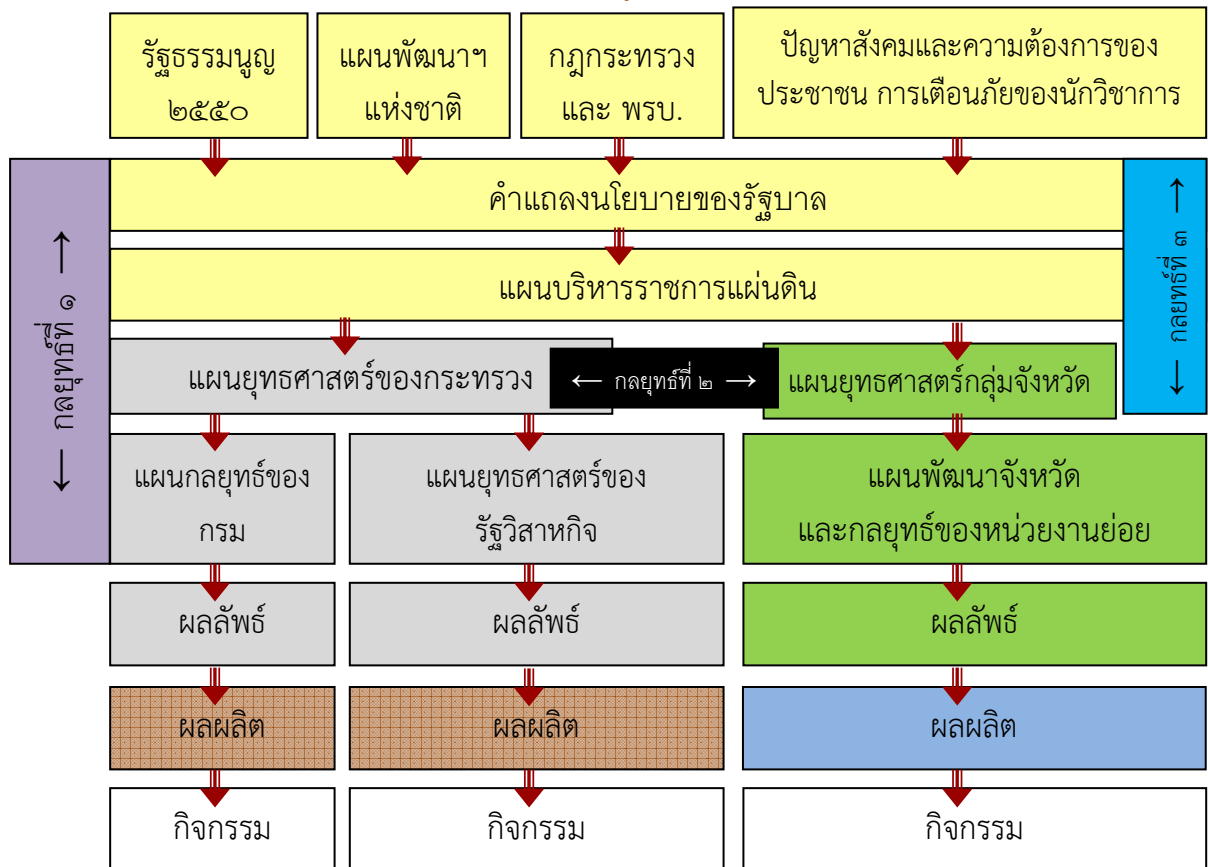 รัฐธรรมนูญ
๒๕๕๐
แผนพัฒนาฯ
แห่งชาติ
กฎกระทรวง
และ พรบ.
ปัญหาสังคมและความต้องการของ
ประชาชน การเตือนภัยของนักวิชาการ
← กลยุทธ์ที่ ๑ →
คำแถลงนโยบายของรัฐบาล
← กลยุทธ์ที่ ๓ →
แผนบริหารราชการแผ่นดิน
แผนยุทธศาสตร์ของกระทรวง
← กลยุทธ์ที่ ๒ →
แผนยุทธศาสตร์กลุ่มจังหวัด
แผนกลยุทธ์ของ
กรม
แผนยุทธศาสตร์ของ
รัฐวิสาหกิจ
แผนพัฒนาจังหวัด
และกลยุทธ์ของหน่วยงานย่อย
ผลลัพธ์
ผลลัพธ์
ผลลัพธ์
ผลผลิต
ผลผลิต
ผลผลิต
กิจกรรม
กิจกรรม
กิจกรรม